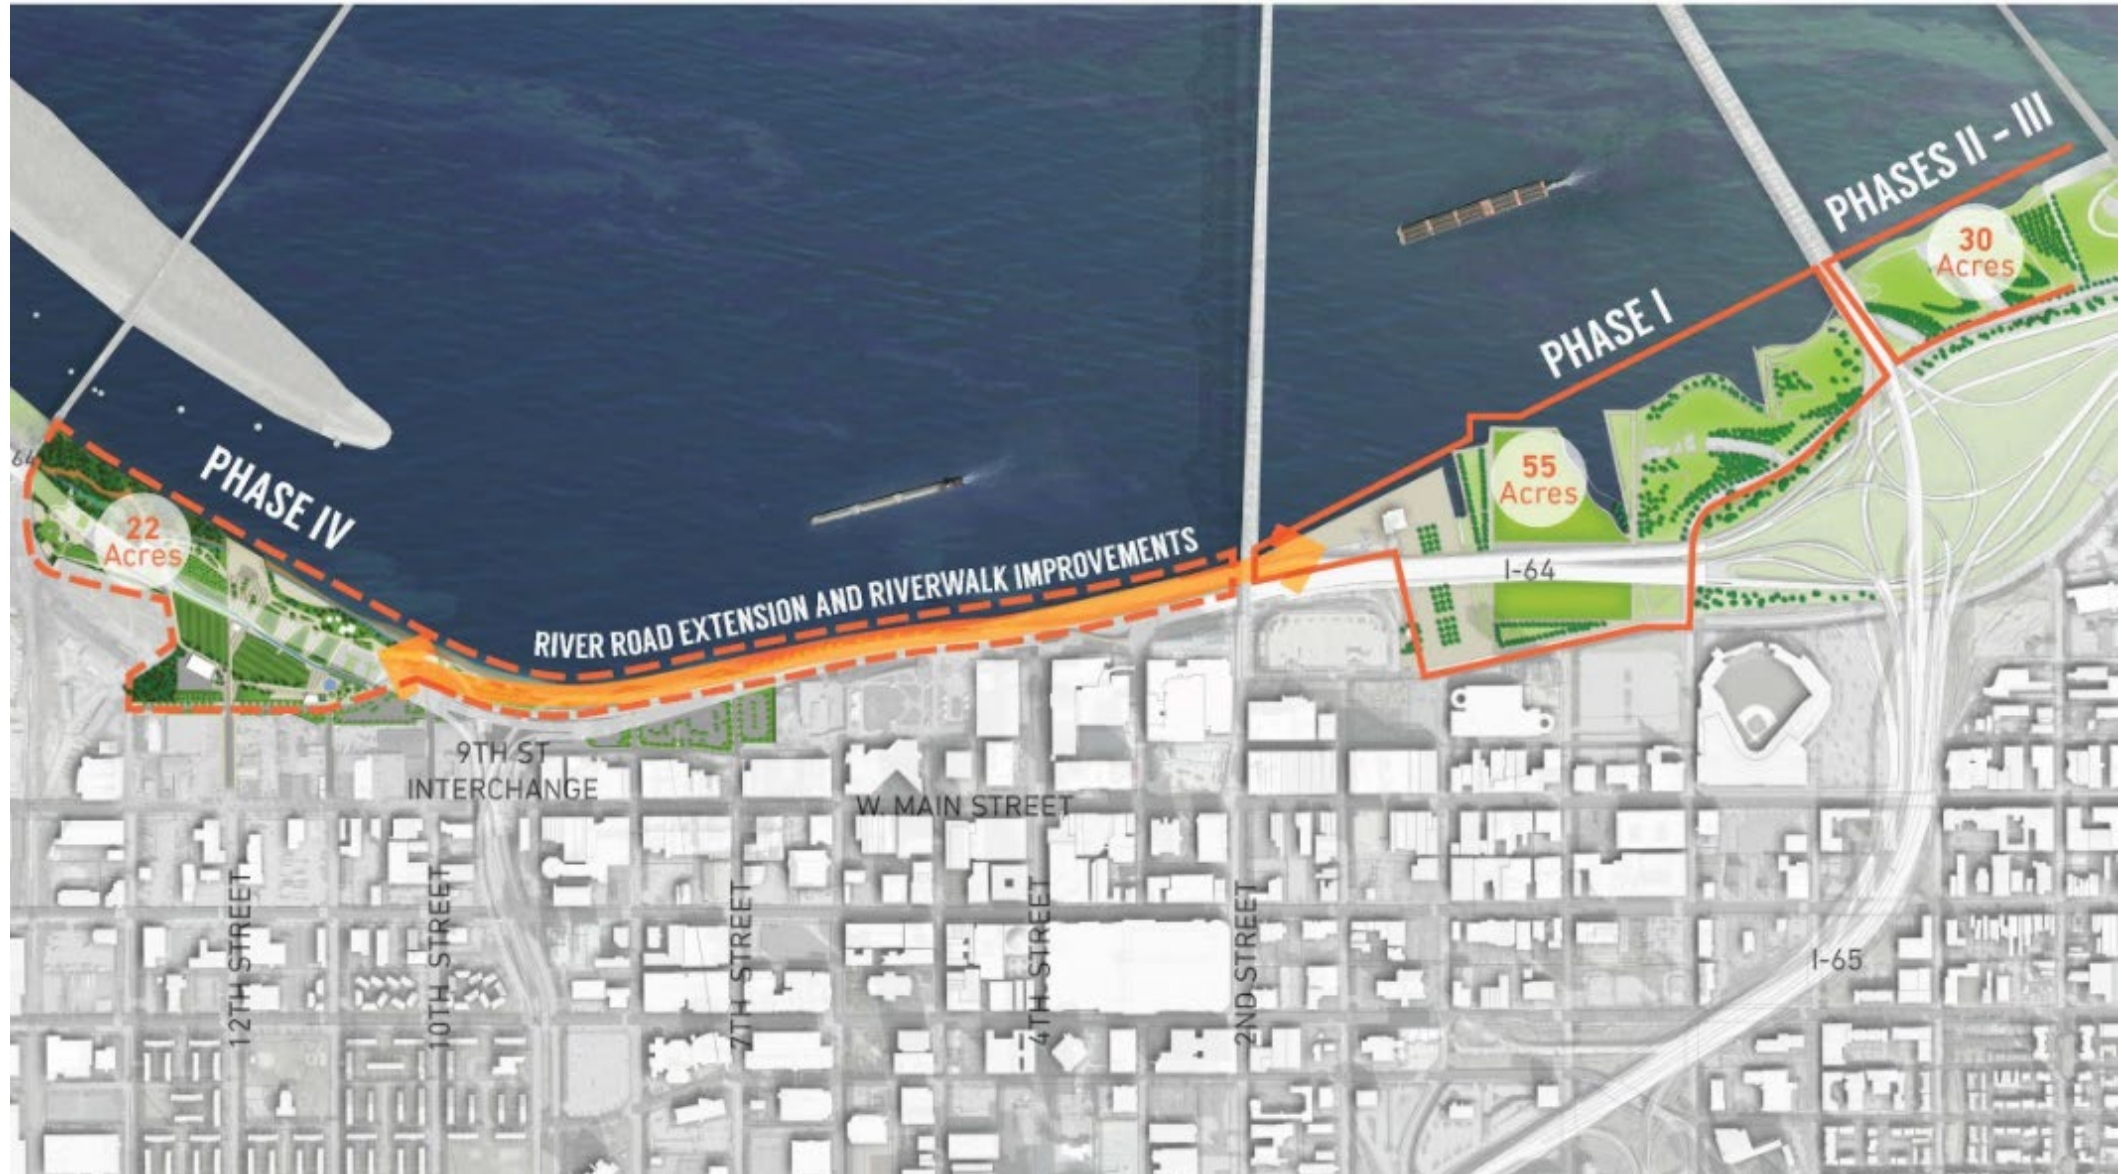 PHASES II – III
30
Acres
PHASE I
55
Acres
64
PHASE IV
22
Acres
RIVER ROAD EXTENSION AND RIVERWALK IMPROVEMENTS
I-64
9TH ST
INTERCHANGE
W. MAIN STREET
12TH STREET
10TH STREET
7TH STREET
4TH STREET
2ND STREET
I-65